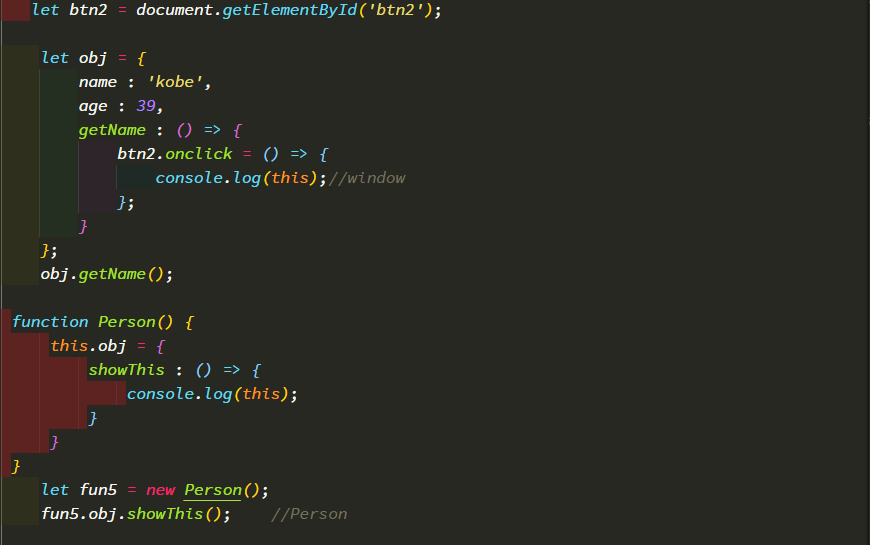 let btn2 = document.getElementById('btn2');
let obj = {
name : 'kobe',
age : 39,
getName : () => {
btn2.onclick = () => {
console.log(this);//window
};
}
};
obj.getName();
function Person() {
this.obj = {
showThis : () => {
console.log(this);
}
}
}
let fun5 = new Person();
fun5.obj.showThis();    //Person